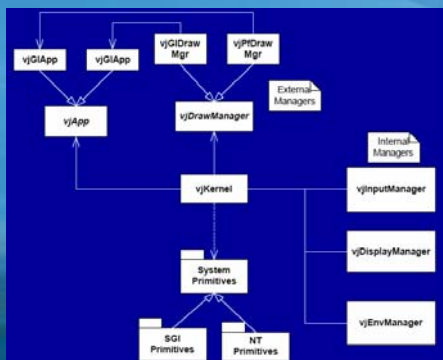 vjGlDraw
Mgr
vjPfDraw
Mgr
vjGlApp
vjGlApp
External
Managers
vjApp
vjDrawManager
Internal
Managers
vjKernel
vjInputManager
vjDisplayManager
System
Primitives
vjEnvManager
SGI
Primitives
NT
Primitives